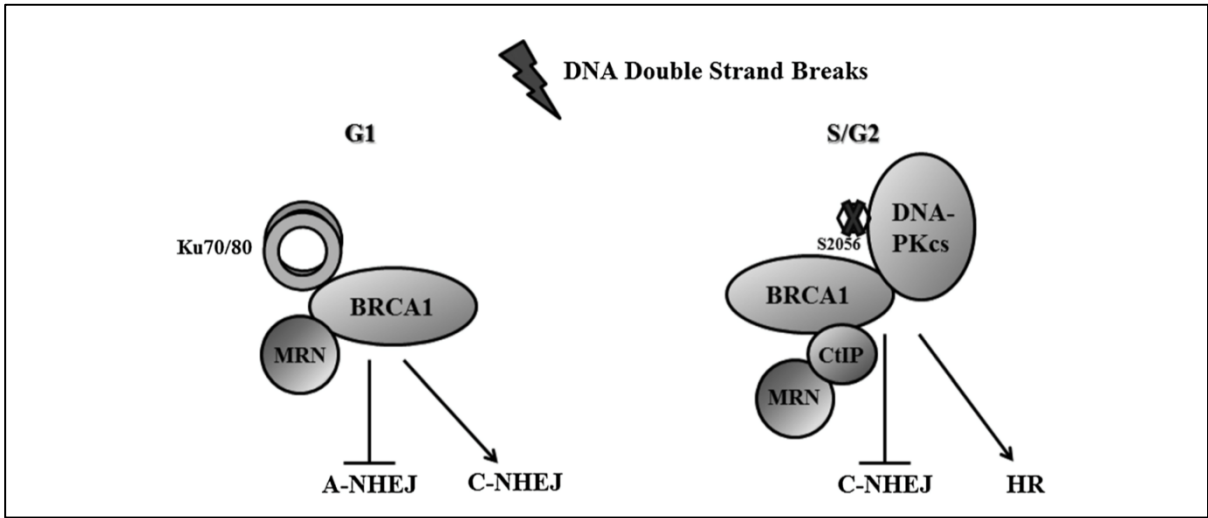 DNA Double Strand Breaks
G1
S/G2
Ku70/80
BRCA1
MRN
A-NHEJ
C-NHEJ
DNA-
PKcs
S2056
BRCA1
CtIP
MRN
C-NHEJ
HR